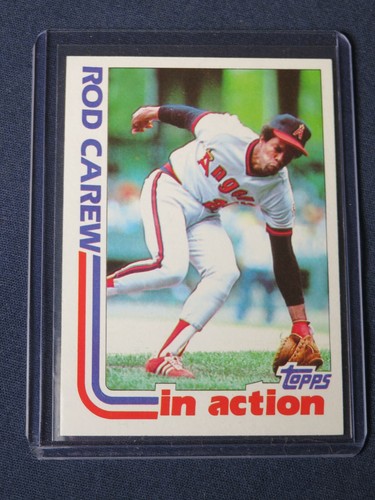 ROD CAREW
A
Angels
topps
in action